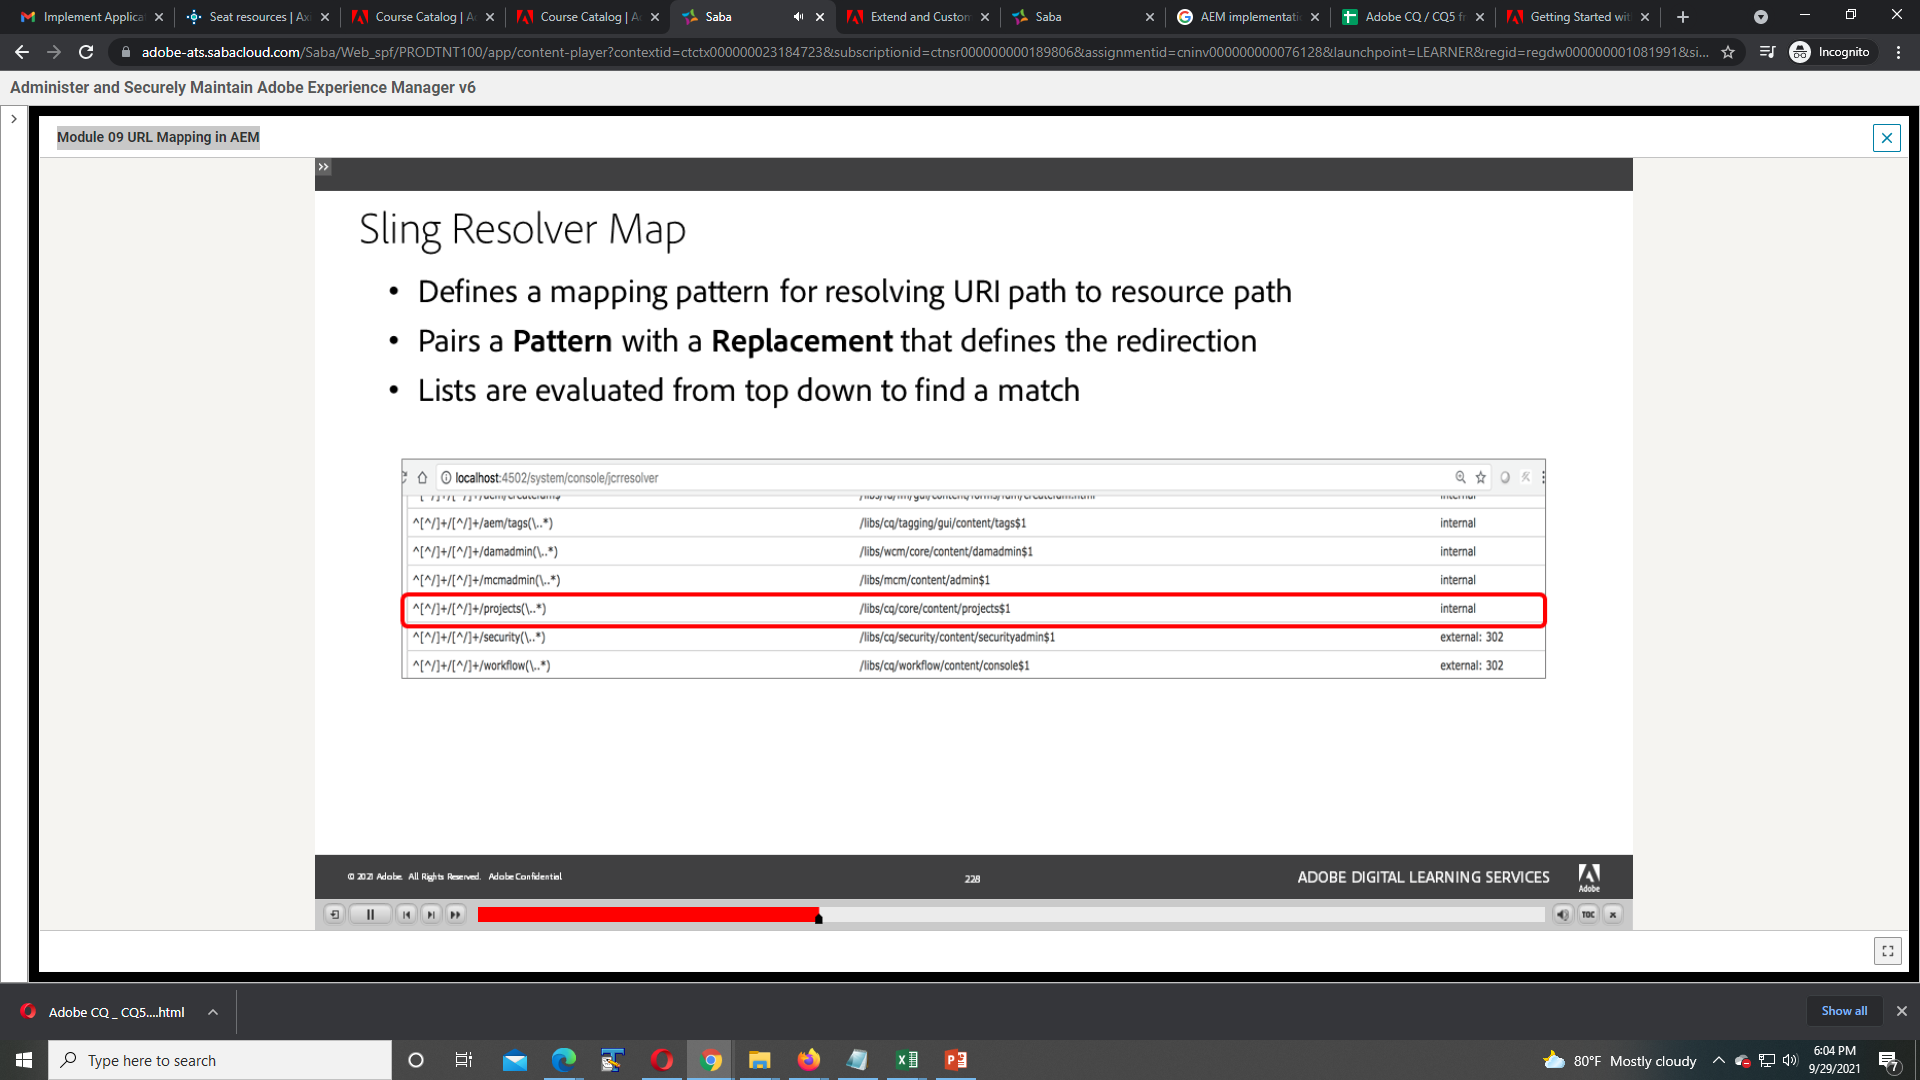 Implement Applica
Seat resources | Ax
Course Catalog | A
Course Catalog | A
Saba
Extend and Custom
Saba
AEM implementati
Adobe CQ / CQ5 fr
Getting Started wit
adobe-ats.sabacloud.com/Saba/Web_spf/PRODTNT100/app/content-player?contextid=ctctx000000023184723&subscriptionid=ctnsr000000000189806&assignmentid=cninv000000000076128&launchpoint=LEARNER&regid=regdw000000001081991&si...
Incognito
Administer and Securely Maintain Adobe Experience Manager v6
Module 09 URL Mapping in AEM
Sling Resolver Map
• Defines a mapping pattern for resolving URI path to resource path
• Pairs a Pattern with a Replacement that defines the redirection
• Lists are evaluated from top down to find a match
localhost:4502/system/console/jcrresolver
^[^/]+/[^/]+/aem/tags(\..*) /libs/cq/tagging/gui/content/tags$1 internal
^[^/]+/[^/]+/damadmin(\..*) /libs/wcm/core/content/damadmin$1 internal
^[^/]+/[^/]+/mcmadmin(\..*) /libs/mcm/content/admin$1 internal
^[^/]+/[^/]+/projects(\..*) /libs/cq/core/content/projects$1 internal
^[^/]+/[^/]+/security(\..*) /libs/cq/security/content/securityadmin$1 external: 302
^[^/]+/[^/]+/workflow(\..*) /libs/cq/workflow/content/console$1 external: 302
© 2021 Adobe. All Rights Reserved. Adobe Confidential
228
ADOBE DIGITAL LEARNING SERVICES
Adobe
TOC
Adobe CQ _ CQ5....html
Show all
Type here to search
80°F Mostly cloudy
6:04 PM
9/29/2021
7